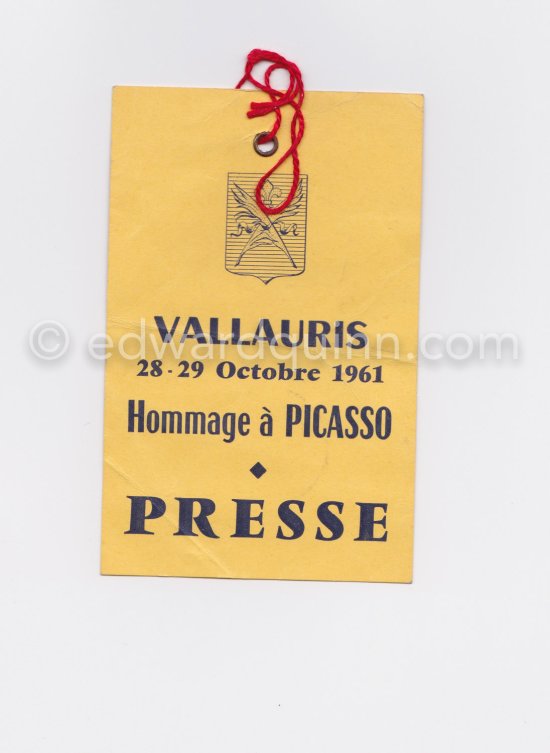 VALLAURIS
© edwardquinn.com
28-29 Octobre 1961
Hommage à PICASSO
PRESSE